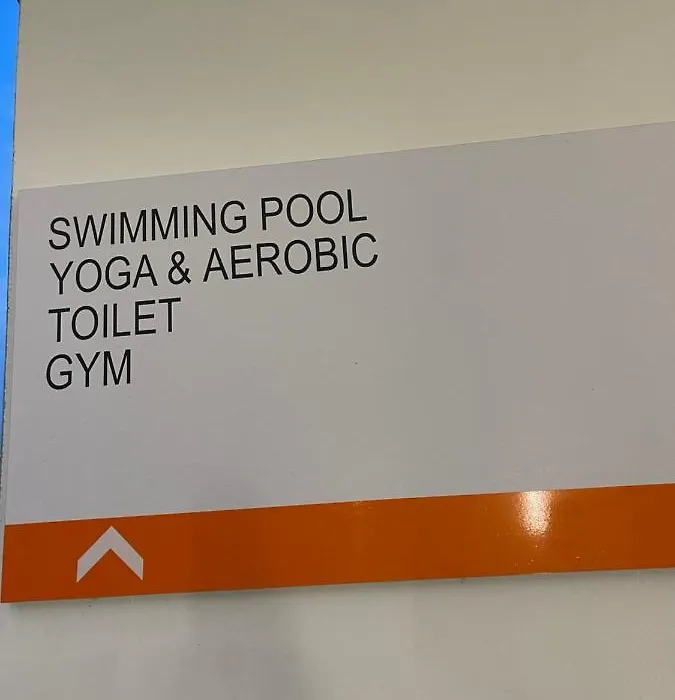 SWIMMING POOL
YOGA & AEROBIC
TOILET
GYM